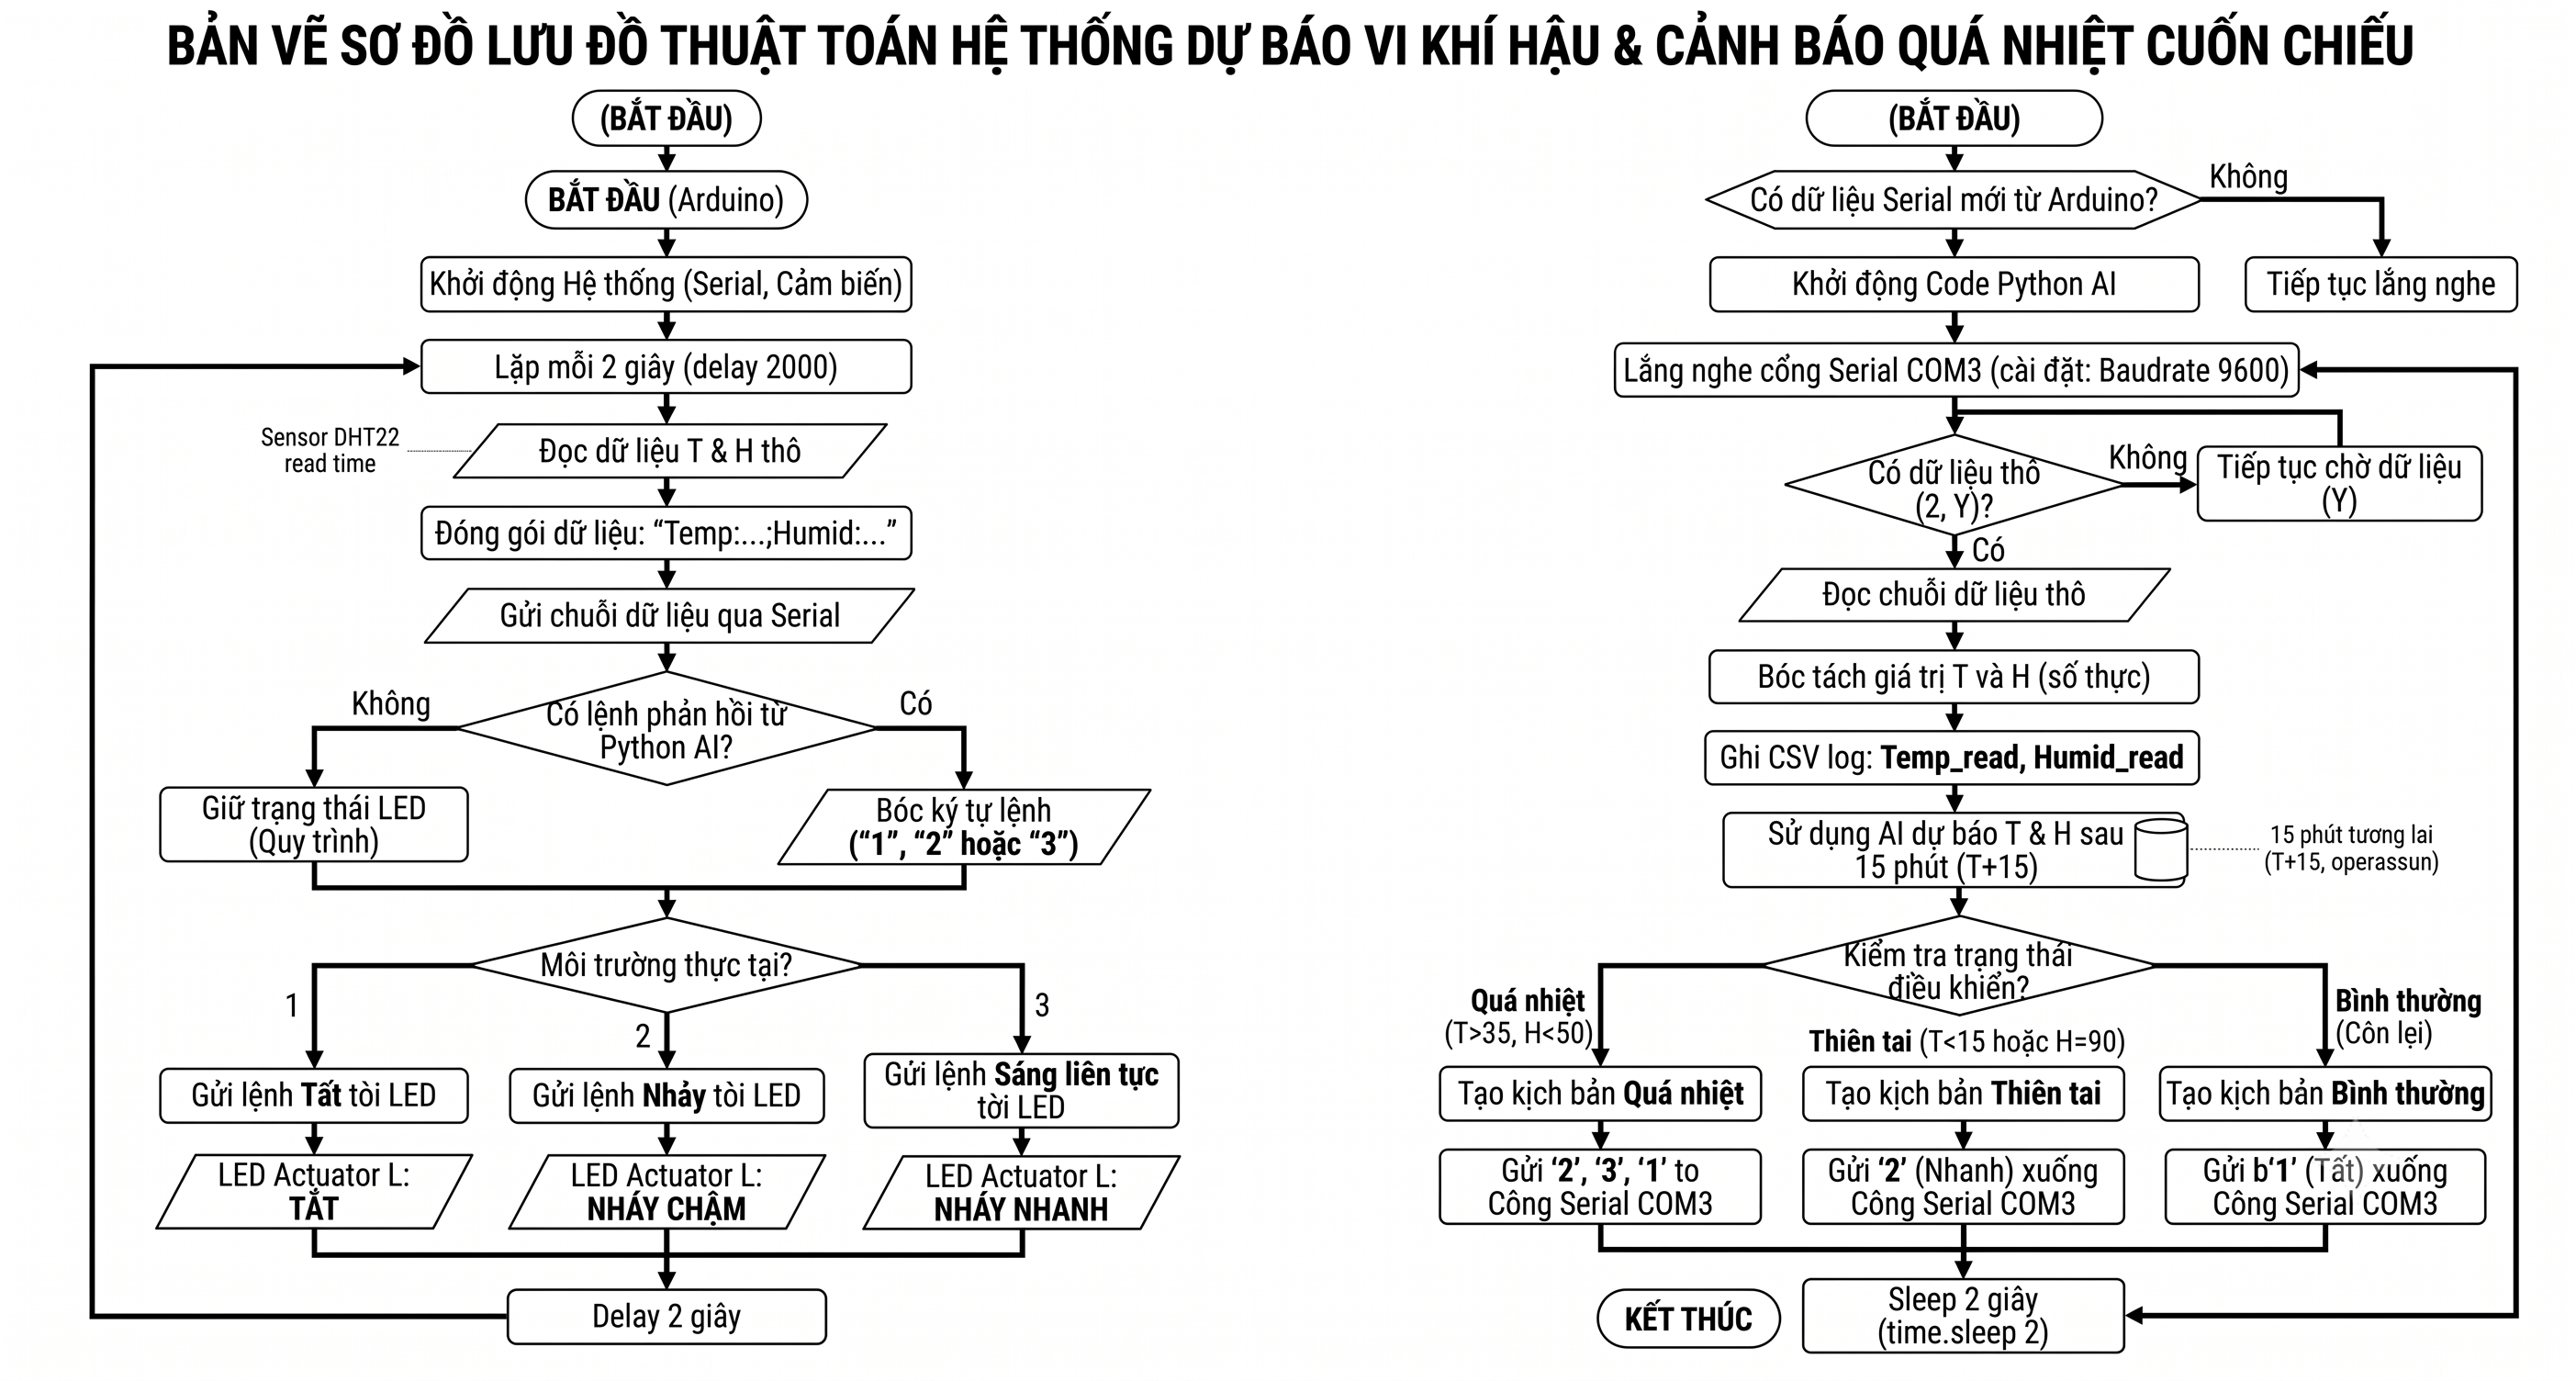 BẢN VẼ SƠ ĐỒ LƯU ĐỒ THUẬT TOÁN HỆ THỐNG DỰ BÁO VI KHÍ HẬU & CẢNH BÁO QUÁ NHIỆT CUỐN CHIẾU
(BẮT ĐẦU)
BẮT ĐẦU (Arduino)
Khởi động Hệ thống (Serial, Cảm biến)
Lặp mỗi 2 giây (delay 2000)
Sensor DHT22
read time
Đọc dữ liệu T & H thô
Đóng gói dữ liệu: “Temp:...;Humid:...”
Gửi chuỗi dữ liệu qua Serial
Không
Có lệnh phản hồi từ
Python AI?
Có
Giữ trạng thái LED
(Quy trình)
Bóc ký tự lệnh
(“1”, “2” hoặc “3”)
Môi trường thực tại?
1
2
3
Gửi lệnh Tất tòi LED
Gửi lệnh Nhảy tòi LED
Gửi lệnh Sáng liên tực
tời LED
LED Actuator L:
TẮT
LED Actuator L:
NHÁY CHẬM
LED Actuator L:
NHÁY NHANH
Delay 2 giây
(BẮT ĐẦU)
Có dữ liệu Serial mới từ Arduino?
Không
Khởi động Code Python AI
Tiếp tục lắng nghe
Lắng nghe cổng Serial COM3 (cài đặt: Baudrate 9600)
Có dữ liệu thô
(2, Y)?
Không
Tiếp tục chờ dữ liệu
(Y)
Có
Đọc chuỗi dữ liệu thô
Bóc tách giá trị T và H (số thực)
Ghi CSV log: Temp_read, Humid_read
Sử dụng AI dự báo T & H sau
15 phút (T+15)
15 phút tương lai
(T+15, operassun)
Kiểm tra trạng thái
điều khiển?
Quá nhiệt
(T>35, H<50)
Thiên tai (T<15 hoặc H=90)
Bình thường
(Côn lẹi)
Tạo kịch bản Quá nhiệt
Tạo kịch bản Thiên tai
Tạo kịch bản Bình thường
Gửi ‘2’, ‘3’, ‘1’ to
Công Serial COM3
Gửi ‘2’ (Nhanh) xuống
Công Serial COM3
Gửi b‘1’ (Tất) xuống
Công Serial COM3
KẾT THÚC
Sleep 2 giây
(time.sleep 2)